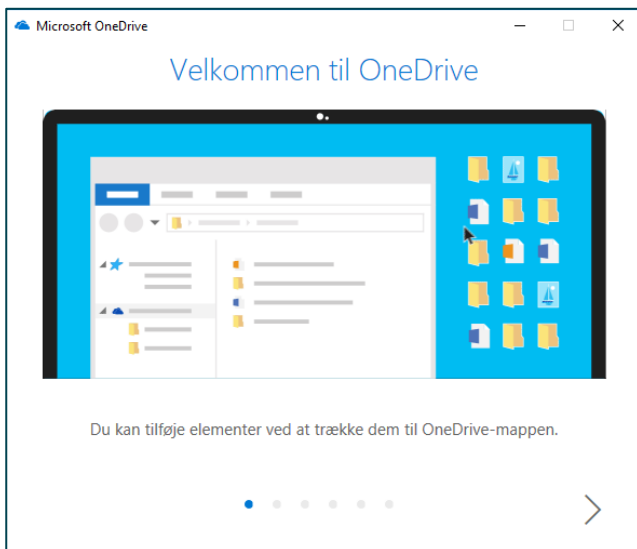 Microsoft OneDrive
Velkommen til OneDrive
Du kan tilføje elementer ved at trække dem til OneDrive-mappen.